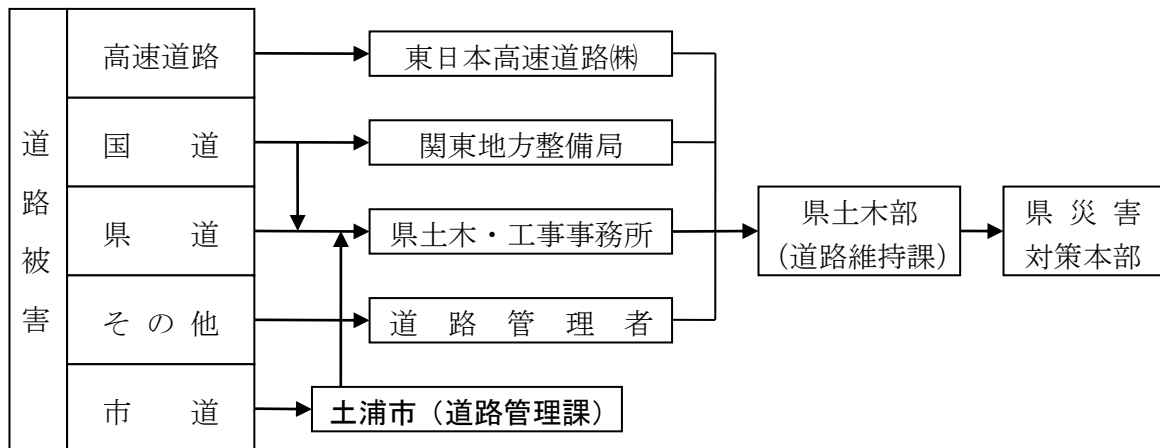 道路被害
高速道路
東日本高速道路㈱
国道
関東地方整備局
県道
県土木・工事事務所
県土木部
（道路維持課）
県災害
対策本部
その他
道路管理者
市道
土浦市（道路管理課）